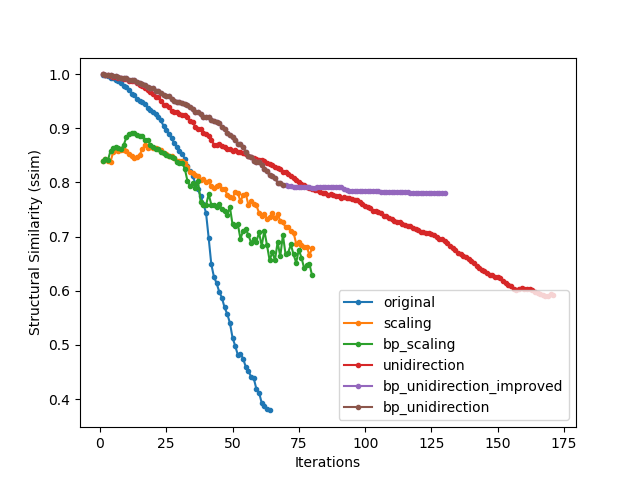 1.0
0.9
0.8
0.7
0.6
0.5
0.4
Structural Similarity (ssim)
0 25 50 75 100 125 150 175
Iterations
original
scaling
bp_scaling
unidirection
bp_unidirection_improved
bp_unidirection